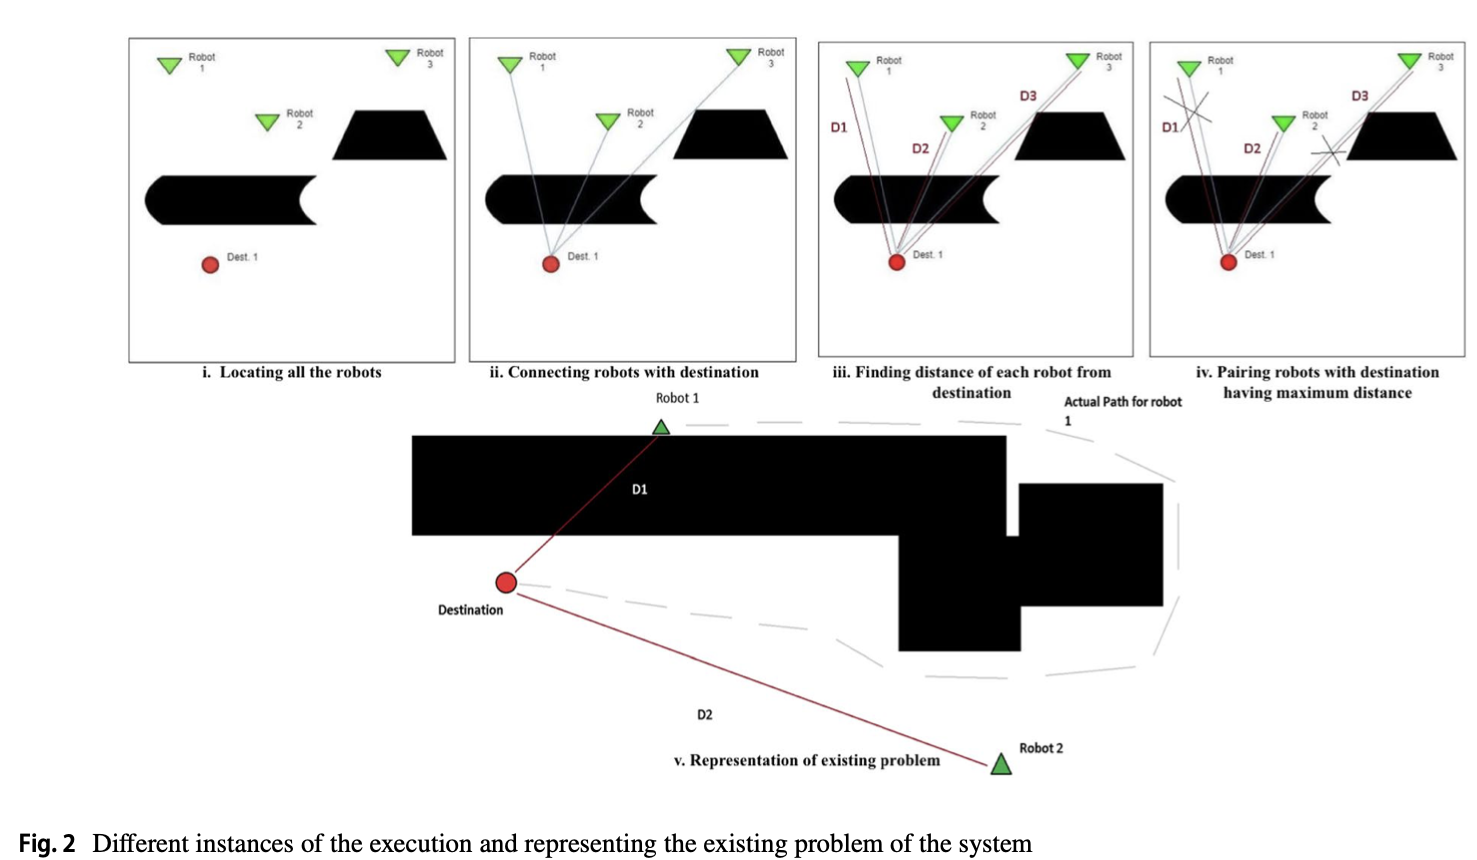 Robot
1
Robot
3
Robot
2
Dest. 1
i. Locating all the robots
Robot
1
Robot
3
Robot
2
Dest. 1
ii. Connecting robots with destination
Robot
1
Robot
3
D3
Robot
2
D1
D2
Dest. 1
iii. Finding distance of each robot from
destination
Robot
1
Robot
3
D3
Robot
2
D1
D2
Dest. 1
iv. Pairing robots with destination
having maximum distance
Robot 1
Actual Path for robot
1
D1
Destination
D2
Robot 2
v. Representation of existing problem
Fig. 2 Different instances of the execution and representing the existing problem of the system